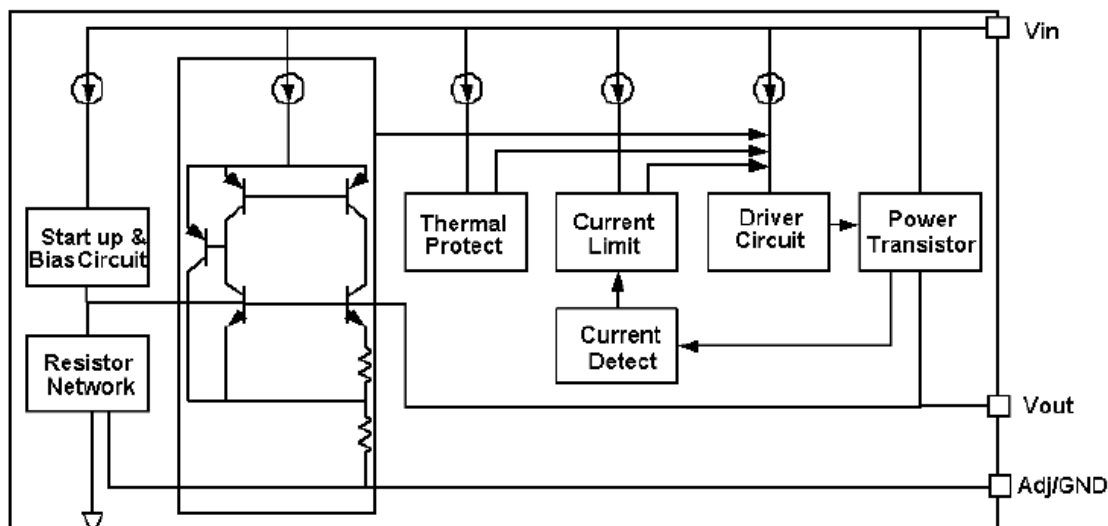 Vin
Start up &
Bias Circuit
Thermal
Protect
Current
Limit
Driver
Circuit
Power
Transistor
Resistor
Network
Current
Detect
Vout
Adj/GND